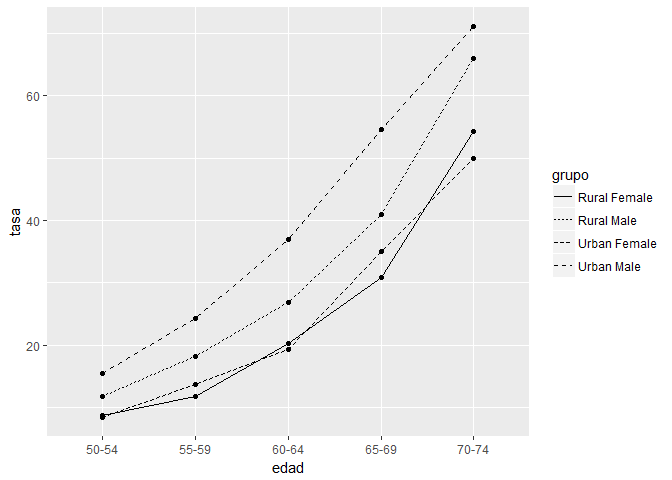 tasa
60
40
20
50-54
55-59
60-64
65-69
70-74
edad
grupo
Rural Female
Rural Male
Urban Female
Urban Male